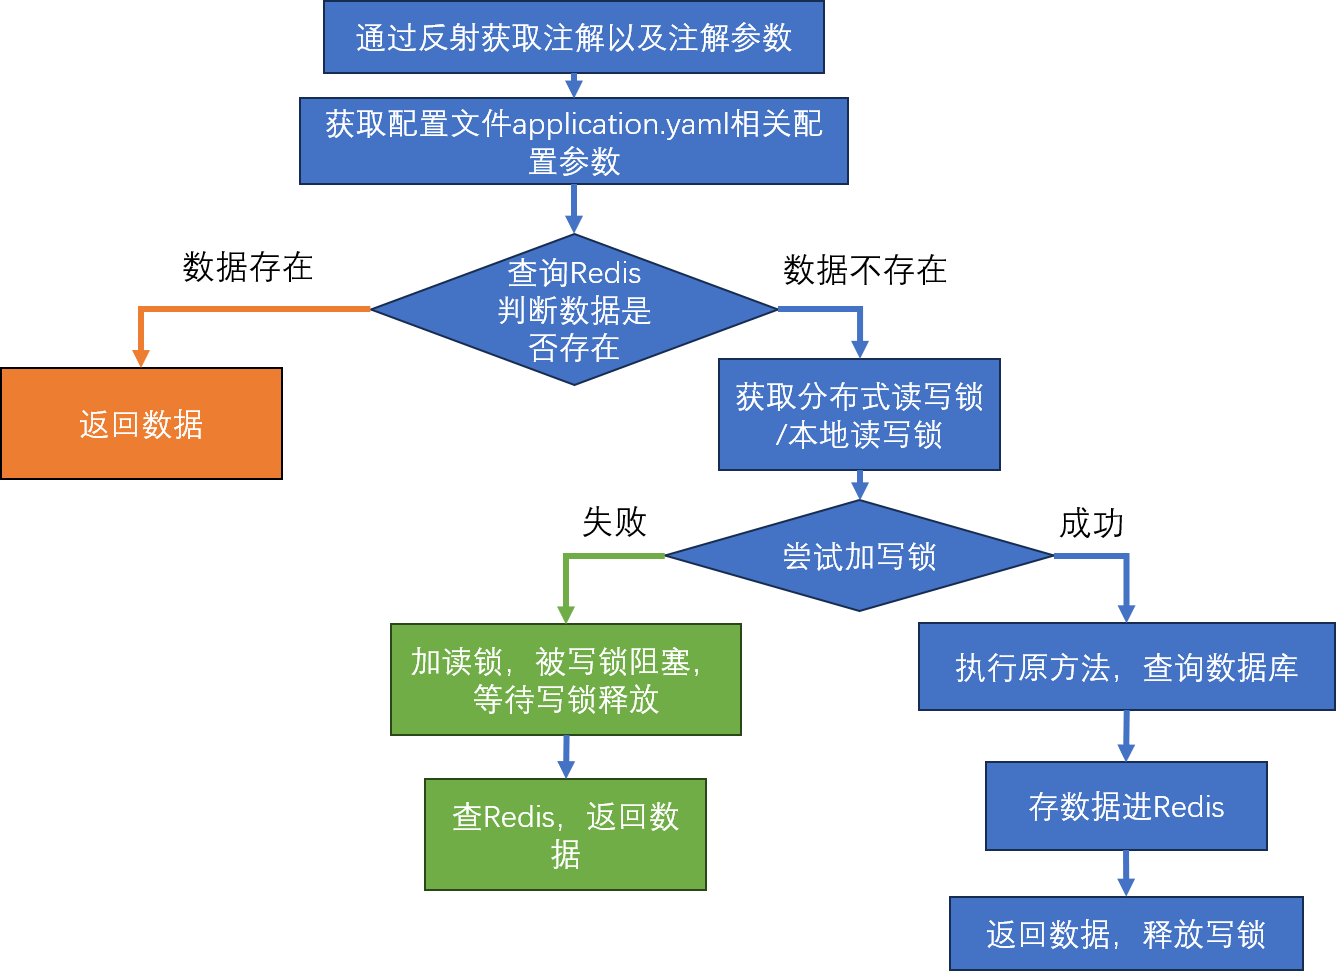 通过反射获取注解以及注解参数
获取配置文件application.yaml相关配
置参数
数据存在
查询Redis
判断数据是
否存在
数据不存在
返回数据
获取分布式读写锁
/本地读写锁
失败
尝试加写锁
成功
加读锁，被写锁阻塞，
等待写锁释放
执行原方法，查询数据库
查Redis，返回数
据
存数据进Redis
返回数据，释放写锁